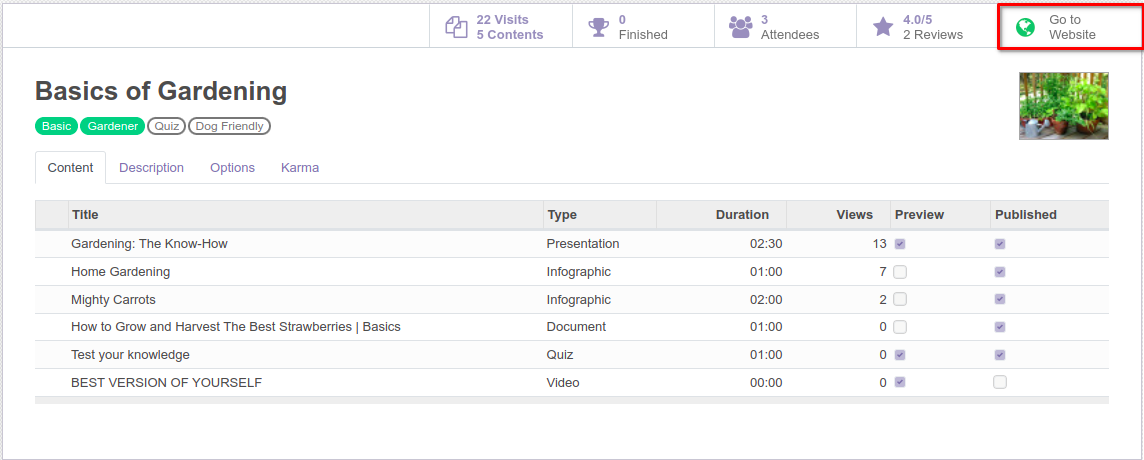 22 Visits
5 Contents
0
Finished
3
Attendees
4.0/5
2 Reviews
Go to
Website
Basics of Gardening
Basic Gardener Quiz Dog Friendly
Content Description Options Karma
Title Type Duration Views Preview Published
Gardening: The Know-How Presentation 02:30 13
Home Gardening Infographic 01:00 7
Mighty Carrots Infographic 02:00 2
How to Grow and Harvest The Best Strawberries | Basics Document 01:00 0
Test your knowledge Quiz 01:00 0
BEST VERSION OF YOURSELF Video 00:00 0